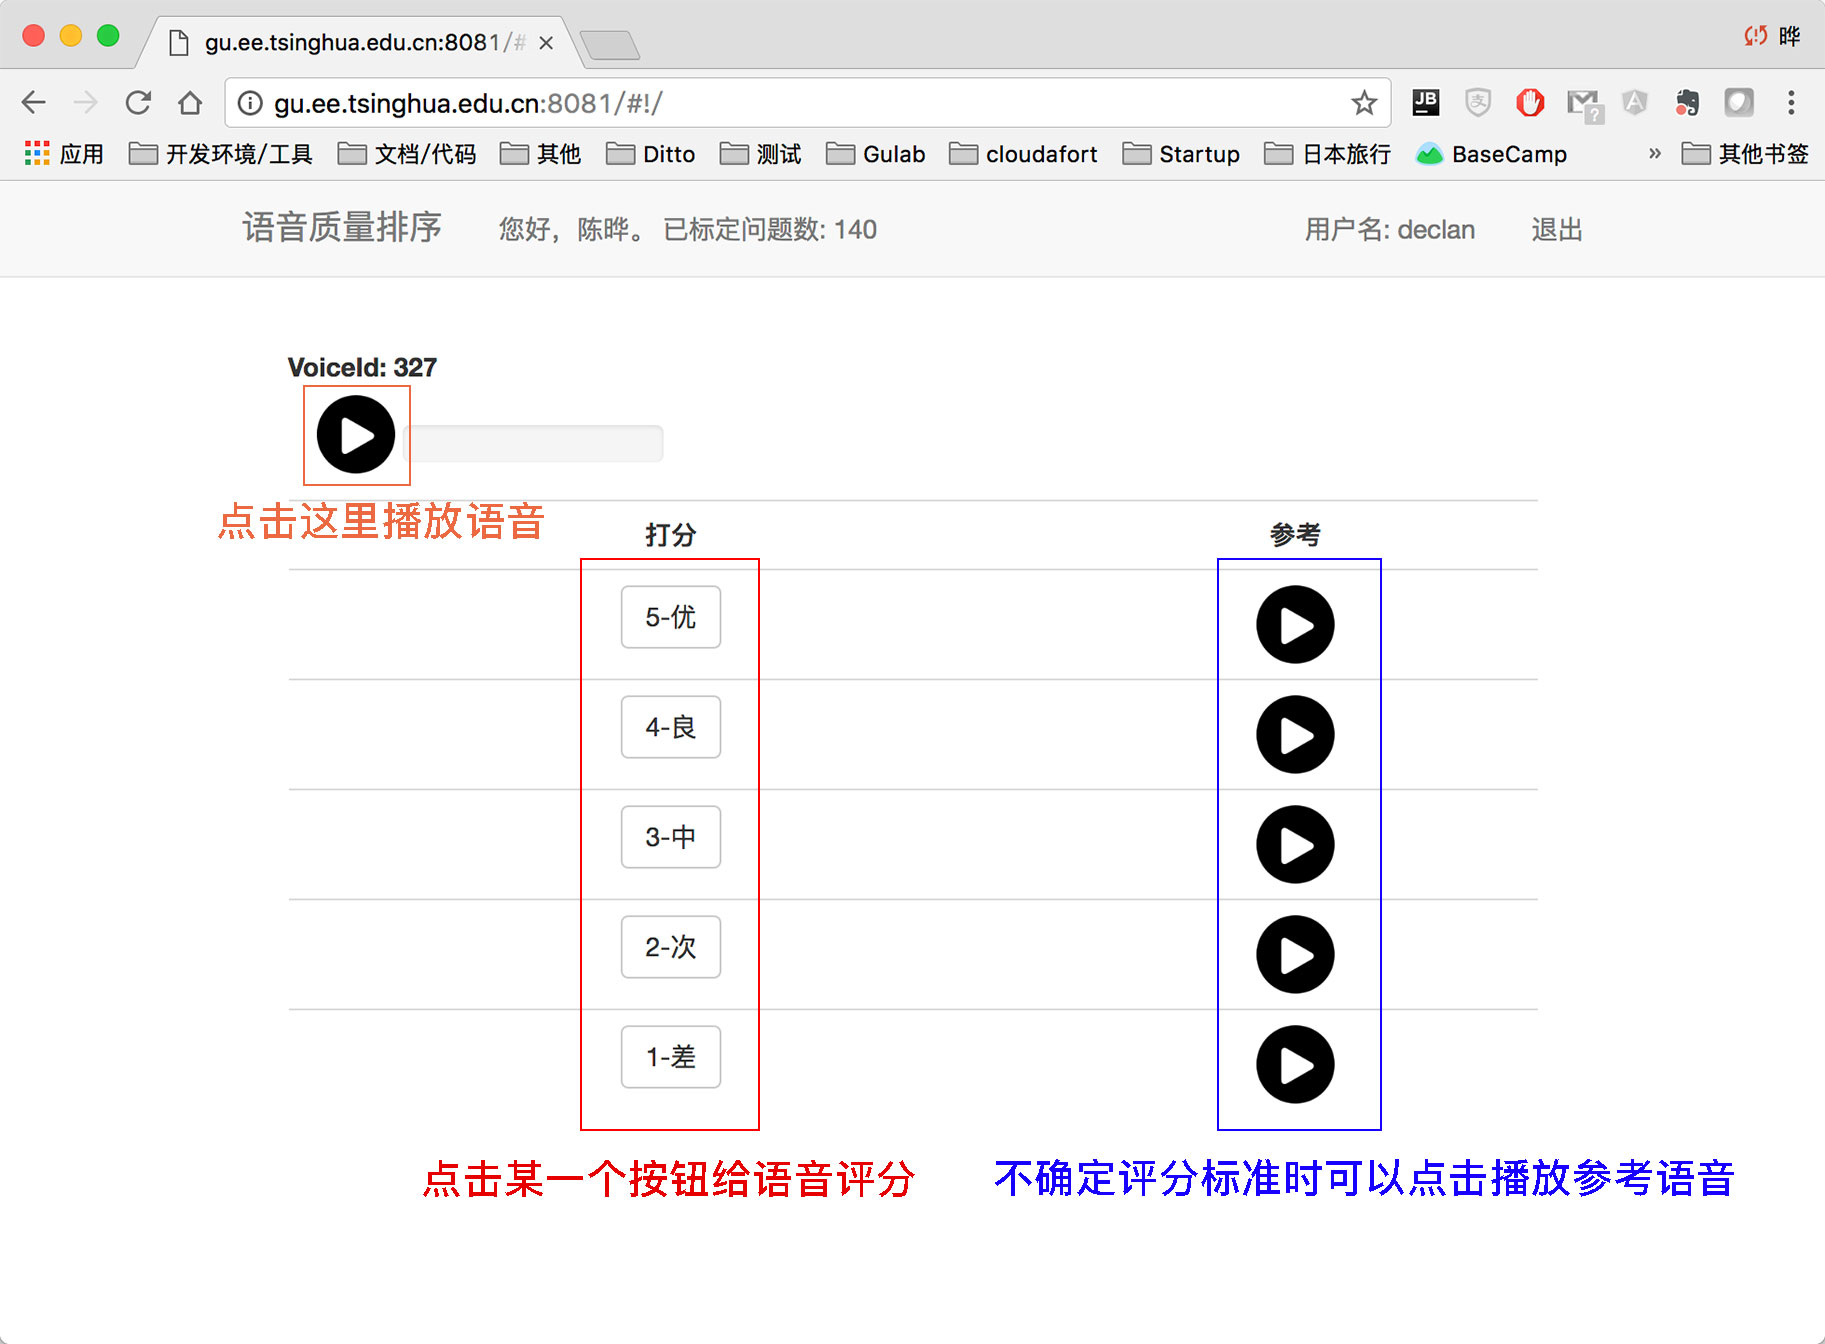 gu.ee.tsinghua.edu.cn:8081/#
晔
gu.ee.tsinghua.edu.cn:8081/#!/
JB
?
应用 开发环境/工具 文档/代码 其他 Ditto 测试 Gulab cloudafort Startup 日本旅行 BaseCamp » 其他书签
语音质量排序 您好，陈晔。 已标定问题数: 140 用户名: declan 退出
VoiceId: 327
点击这里播放语音
打分 参考
5-优
4-良
3-中
2-次
1-差
点击某一个按钮给语音评分 不确定评分标准时可以点击播放参考语音